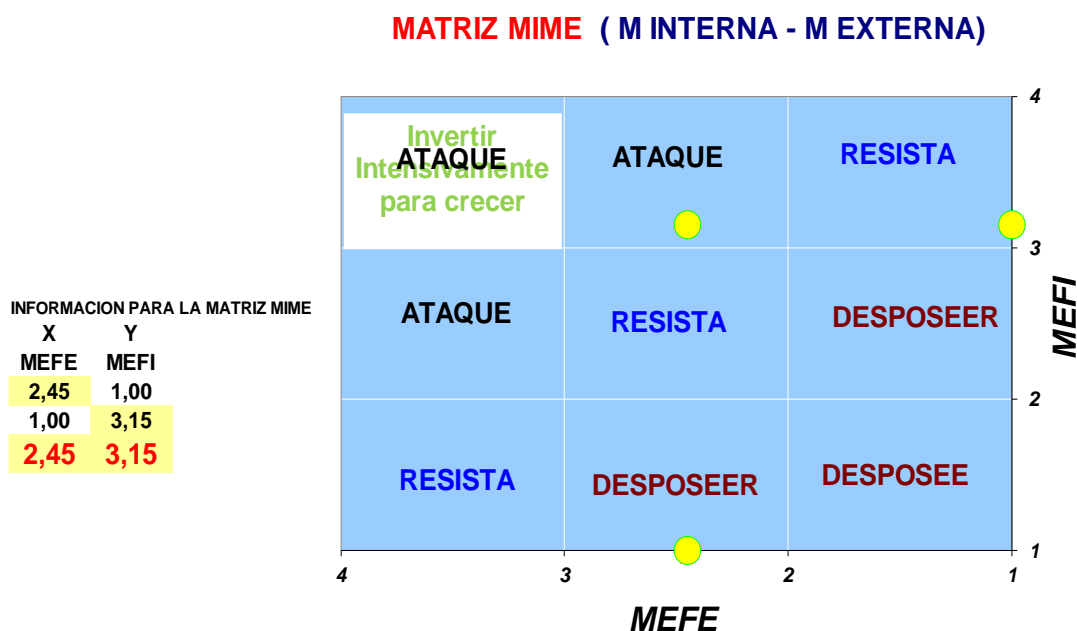 MATRIZ MIME ( M INTERNA - M EXTERNA)
4
Invertir
Intensivamente
para crecer
ATAQUE
ATAQUE
RESISTA
3
INFORMACION PARA LA MATRIZ MIME
X Y
MEFE MEFI
2,45 1,00
1,00 3,15
2,45 3,15
ATAQUE
RESISTA
DESPOSEER
MEFI
2
RESISTA
DESPOSEER
DESPOSEE
1
4 3 2 1
MEFE